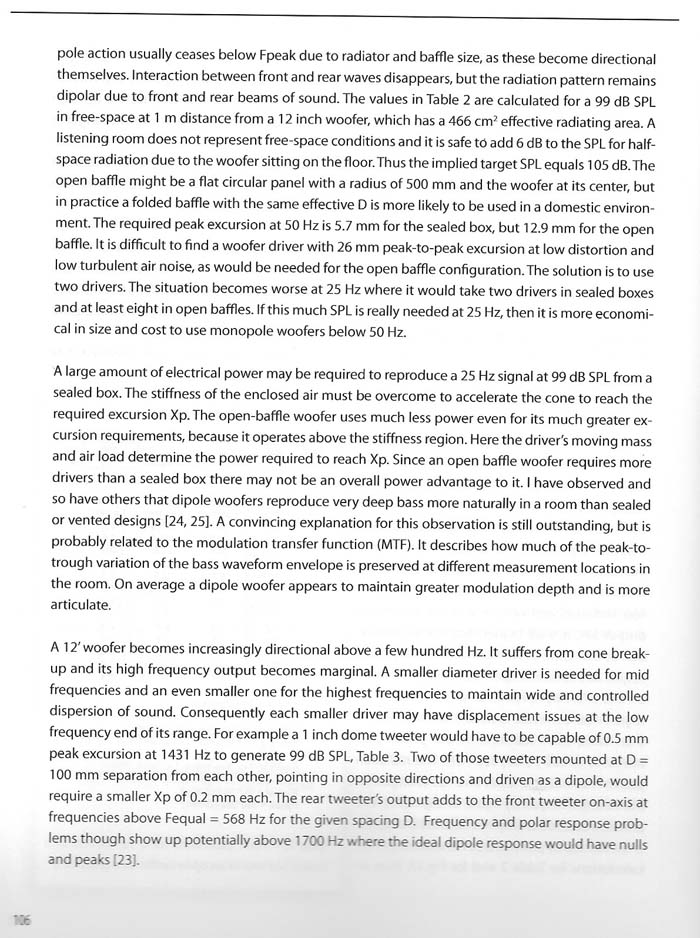 pole action usually ceases below Fpeak due to radiator and baffle size, as these become directional
themselves. Interaction between front and rear waves disappears, but the radiation pattern remains
dipolar due to front and rear beams of sound. The values in Table 2 are calculated for a 99 dB SPL
in free-space at 1 m distance from a 12 inch woofer, which has a 466 cm² effective radiating area. A
listening room does not represent free-space conditions and it is safe to add 6 dB to the SPL for half-
space radiation due to the woofer sitting on the floor. Thus the implied target SPL equals 105 dB. The
open baffle might be a flat circular panel with a radius of 500 mm and the woofer at its center, but
in practice a folded baffle with the same effective D is more likely to be used in a domestic environ-
ment. The required peak excursion at 50 Hz is 5.7 mm for the sealed box, but 12.9 mm for the open
baffle. It is difficult to find a woofer driver with 26 mm peak-to-peak excursion at low distortion and
low turbulent air noise, as would be needed for the open baffle configuration. The solution is to use
two drivers. The situation becomes worse at 25 Hz where it would take two drivers in sealed boxes
and at least eight in open baffles. If this much SPL is really needed at 25 Hz, then it is more economi-
cal in size and cost to use monopole woofers below 50 Hz.
A large amount of electrical power may be required to reproduce a 25 Hz signal at 99 dB SPL from a
sealed box. The stiffness of the enclosed air must be overcome to accelerate the cone to reach the
required excursion Xp. The open-baffle woofer uses much less power even for its much greater ex-
cursion requirements, because it operates above the stiffness region. Here the driver's moving mass
and air load determine the power required to reach Xp. Since an open baffle woofer requires more
drivers than a sealed box there may not be an overall power advantage to it. I have observed and
so have others that dipole woofers reproduce very deep bass more naturally in a room than sealed
or vented designs [24, 25]. A convincing explanation for this observation is still outstanding, but is
probably related to the modulation transfer function (MTF). It describes how much of the peak-to-
trough variation of the bass waveform envelope is preserved at different measurement locations in
the room. On average a dipole woofer appears to maintain greater modulation depth and is more
articulate.
A 12' woofer becomes increasingly directional above a few hundred Hz. It suffers from cone break-
up and its high frequency output becomes marginal. A smaller diameter driver is needed for mid
frequencies and an even smaller one for the highest frequencies to maintain wide and controlled
dispersion of sound. Consequently each smaller driver may have displacement issues at the low
frequency end of its range. For example a 1 inch dome tweeter would have to be capable of 0.5 mm
peak excursion at 1431 Hz to generate 99 dB SPL, Table 3. Two of those tweeters mounted at D =
100 mm separation from each other, pointing in opposite directions and driven as a dipole, would
require a smaller Xp of 0.2 mm each. The rear tweeter's output adds to the front tweeter on-axis at
frequencies above Fequal = 568 Hz for the given spacing D. Frequency and polar response prob-
lems though show up potentially above 1700 Hz where the ideal dipole response would have nulls
and peaks [23].
106